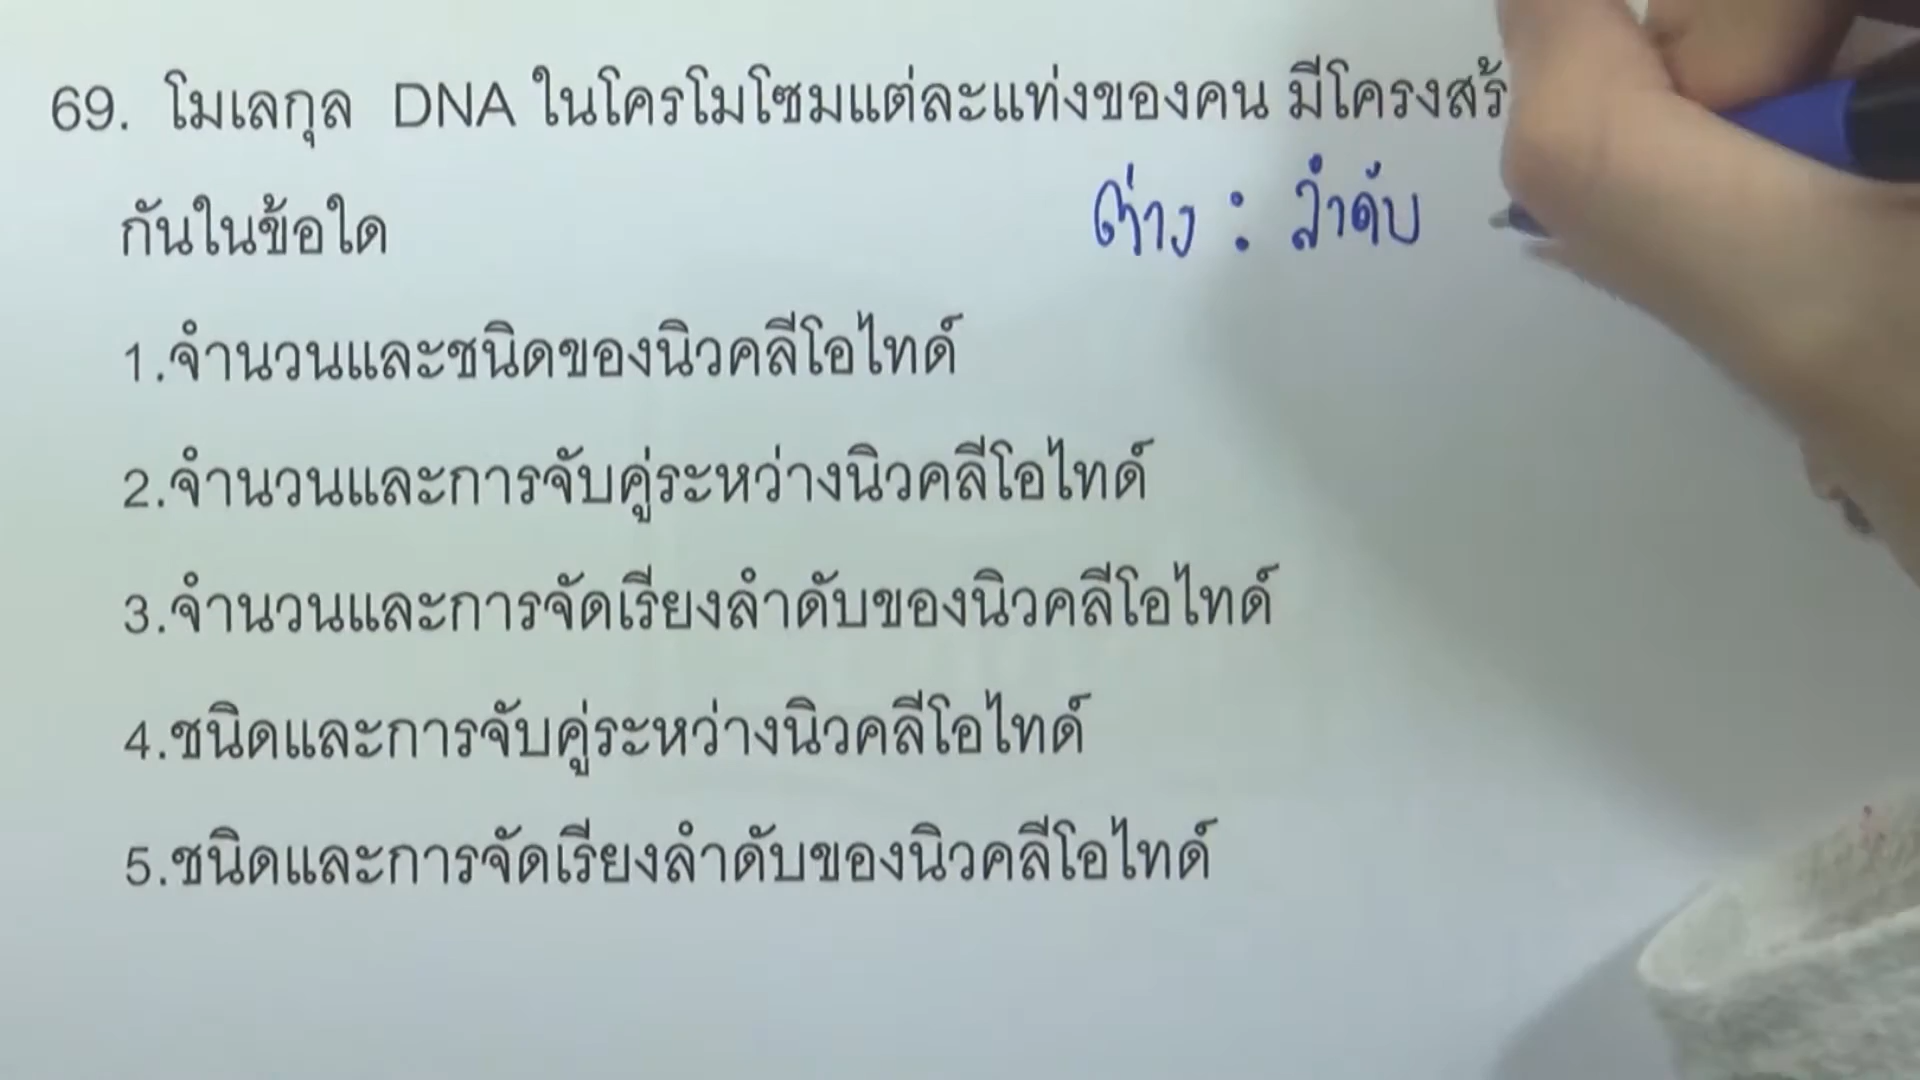 69. โมเลกุล DNA ในโครโมโซมแต่ละแท่งของคน มีโครงสร้
กันในข้อใด
ต่าง : ลำดับ
1.จำนวนและชนิดของนิวคลีโอไทด์
2.จำนวนและการจับคู่ระหว่างนิวคลีโอไทด์
3.จำนวนและการจัดเรียงลำดับของนิวคลีโอไทด์
4.ชนิดและการจับคู่ระหว่างนิวคลีโอไทด์
5.ชนิดและการจัดเรียงลำดับของนิวคลีโอไทด์